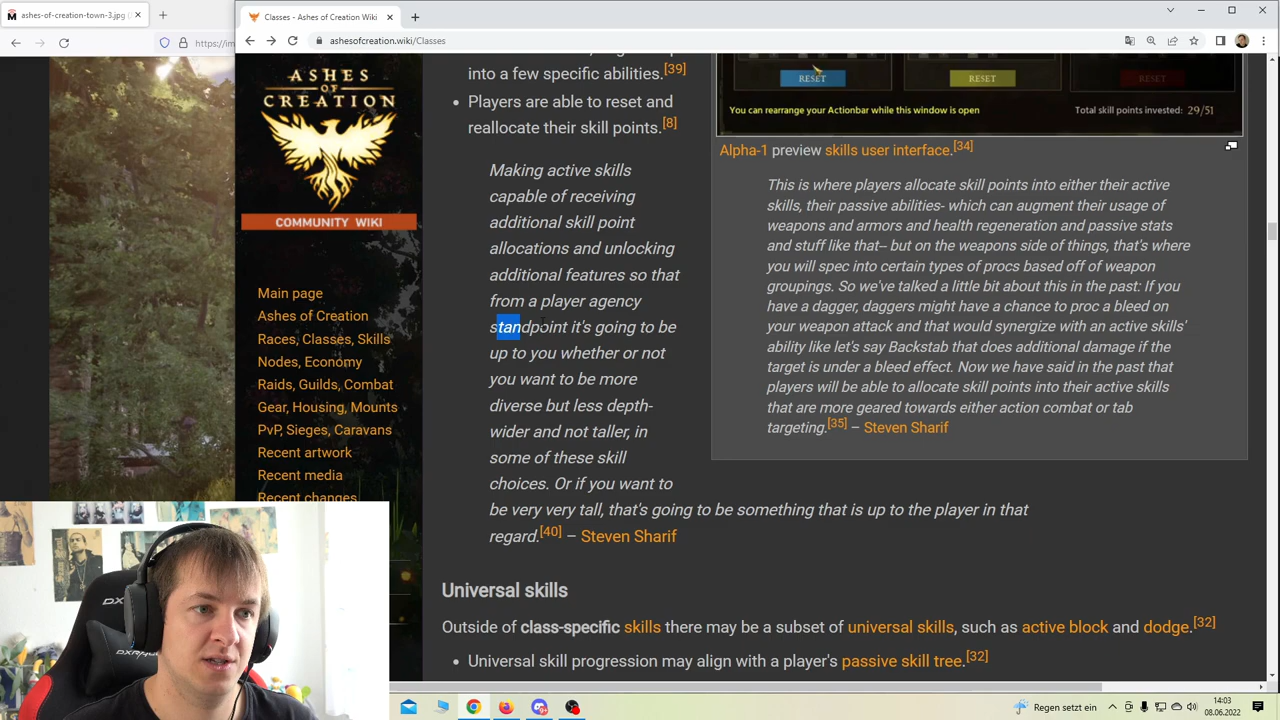 ashes-of-creation-town-3.jpg (
Classes - Ashes of Creation Wiki
https://im
ashesofcreation.wiki/Classes
ASHES
OF
CREATION
COMMUNITY WIKI
Main page
Ashes of Creation
Races, Classes, Skills
Nodes, Economy
Raids, Guilds, Combat
Gear, Housing, Mounts
PvP, Sieges, Caravans
Recent artwork
Recent media
Recent changes
into a few specific abilities.[39]
• Players are able to reset and
reallocate their skill points.[8]
Making active skills
capable of receiving
additional skill point
allocations and unlocking
additional features so that
from a player agency
standpoint it's going to be
up to you whether or not
you want to be more
diverse but less depth-
wider and not taller, in
some of these skill
choices. Or if you want to
be very very tall, that's going to be something that is up to the player in that
regard.[40] – Steven Sharif
RESET
RESET
RESET
You can rearrange your Actionbar while this window is open
Total skill points invested: 29/51
Alpha-1 preview skills user interface.[34]
This is where players allocate skill points into either their active
skills, their passive abilities- which can augment their usage of
weapons and armors and health regeneration and passive stats
and stuff like that-- but on the weapons side of things, that's where
you will spec into certain types of procs based off of weapon
groupings. So we've talked a little bit about this in the past: If you
have a dagger, daggers might have a chance to proc a bleed on
your weapon attack and that would synergize with an active skills'
ability like let's say Backstab that does additional damage if the
target is under a bleed effect. Now we have said in the past that
players will be able to allocate skill points into their active skills
that are more geared towards either action combat or tab
targeting.[35] – Steven Sharif
Universal skills
Outside of class-specific skills there may be a subset of universal skills, such as active block and dodge.[32]
• Universal skill progression may align with a player's passive skill tree.[32]
DXRACER
Regen setzt ein
14:03
08.06.2022